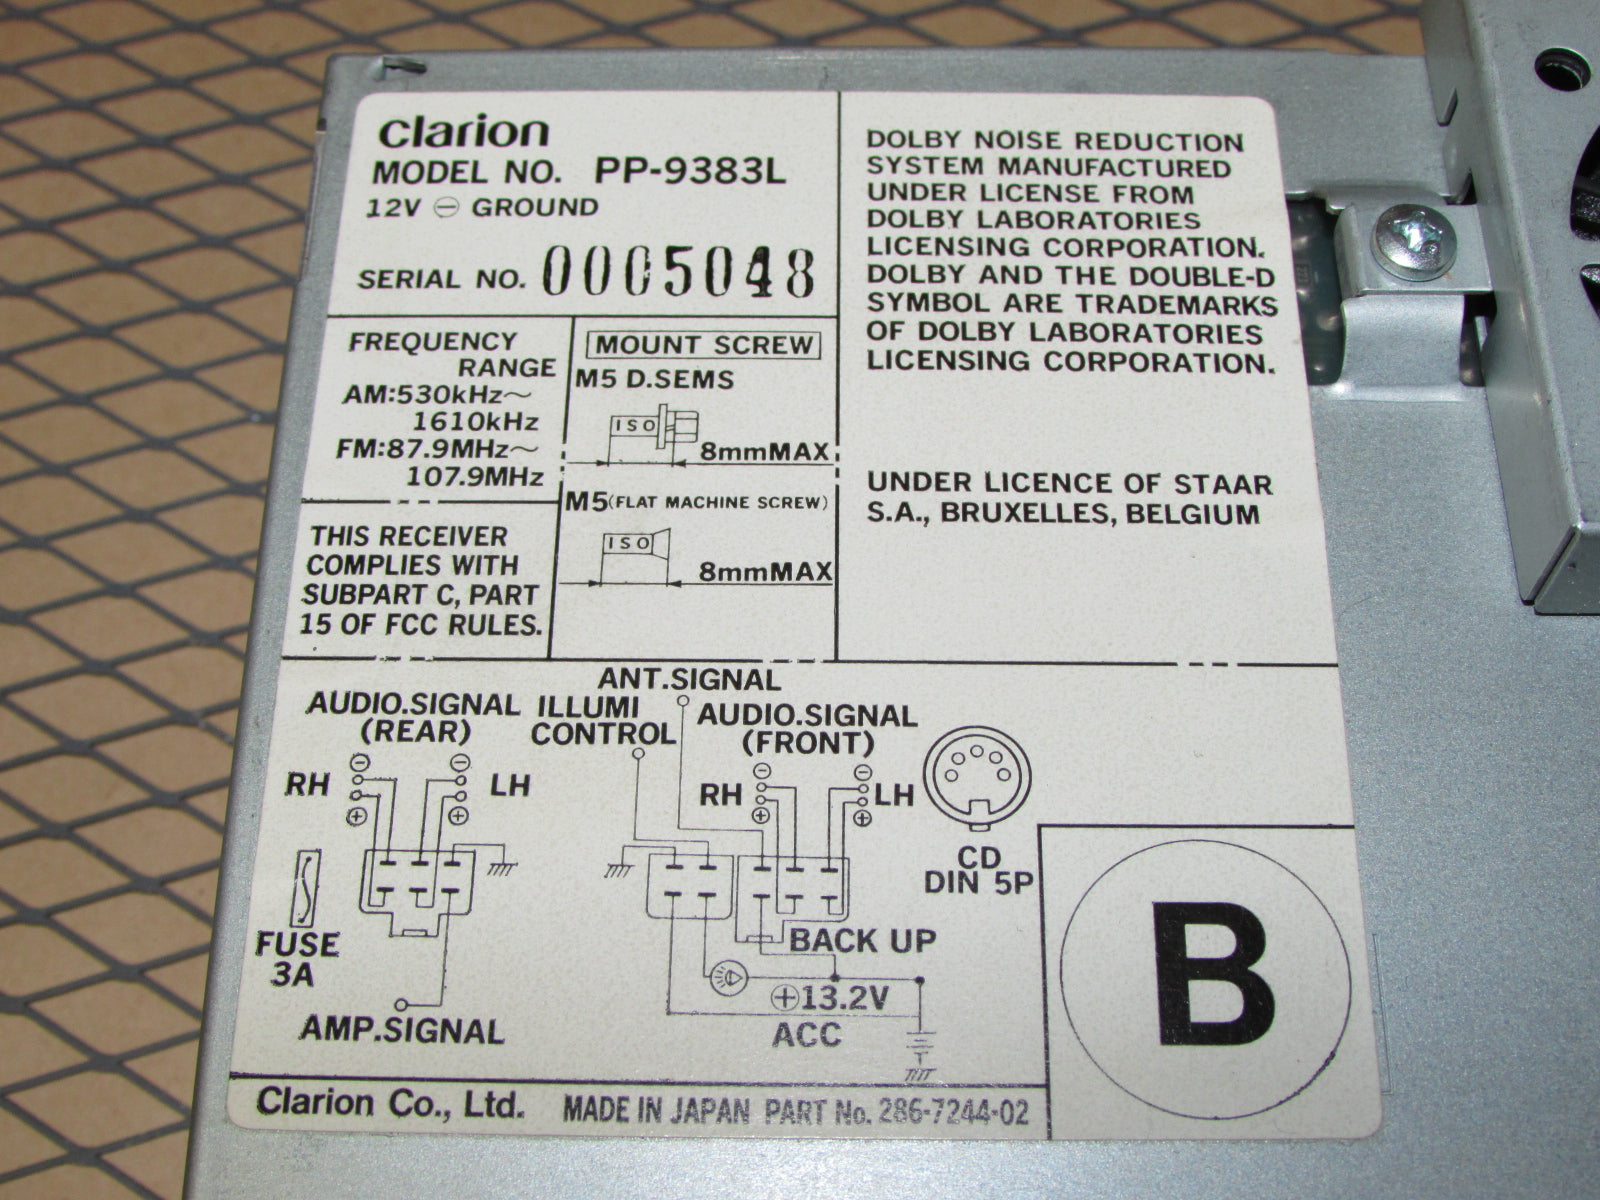 clarion
MODEL NO. PP-9383L
12V ⊖ GROUND
SERIAL NO. 0005048
FREQUENCY
RANGE
AM:530kHz~
1610kHz
FM:87.9MHz~
107.9MHz
THIS RECEIVER
COMPLIES WITH
SUBPART C, PART
15 OF FCC RULES.
MOUNT SCREW
M5 D.SEMS
ISO
8mmMAX
M5(FLAT MACHINE SCREW)
ISO
8mmMAX
DOLBY NOISE REDUCTION
SYSTEM MANUFACTURED
UNDER LICENSE FROM
DOLBY LABORATORIES
LICENSING CORPORATION.
DOLBY AND THE DOUBLE-D
SYMBOL ARE TRADEMARKS
OF DOLBY LABORATORIES
LICENSING CORPORATION.
UNDER LICENCE OF STAAR
S.A., BRUXELLES, BELGIUM
AUDIO.SIGNAL
(REAR)
⊖ ⊖
RH LH
⊕ ⊕
FUSE
3A
AMP.SIGNAL
ILLUMI
CONTROL
ANT.SIGNAL
AUDIO.SIGNAL
(FRONT)
⊖ ⊖
RH LH
⊕ ⊕
BACK UP
⊕13.2V
ACC
CD
DIN 5P
B
Clarion Co., Ltd. MADE IN JAPAN PART No. 286-7244-02